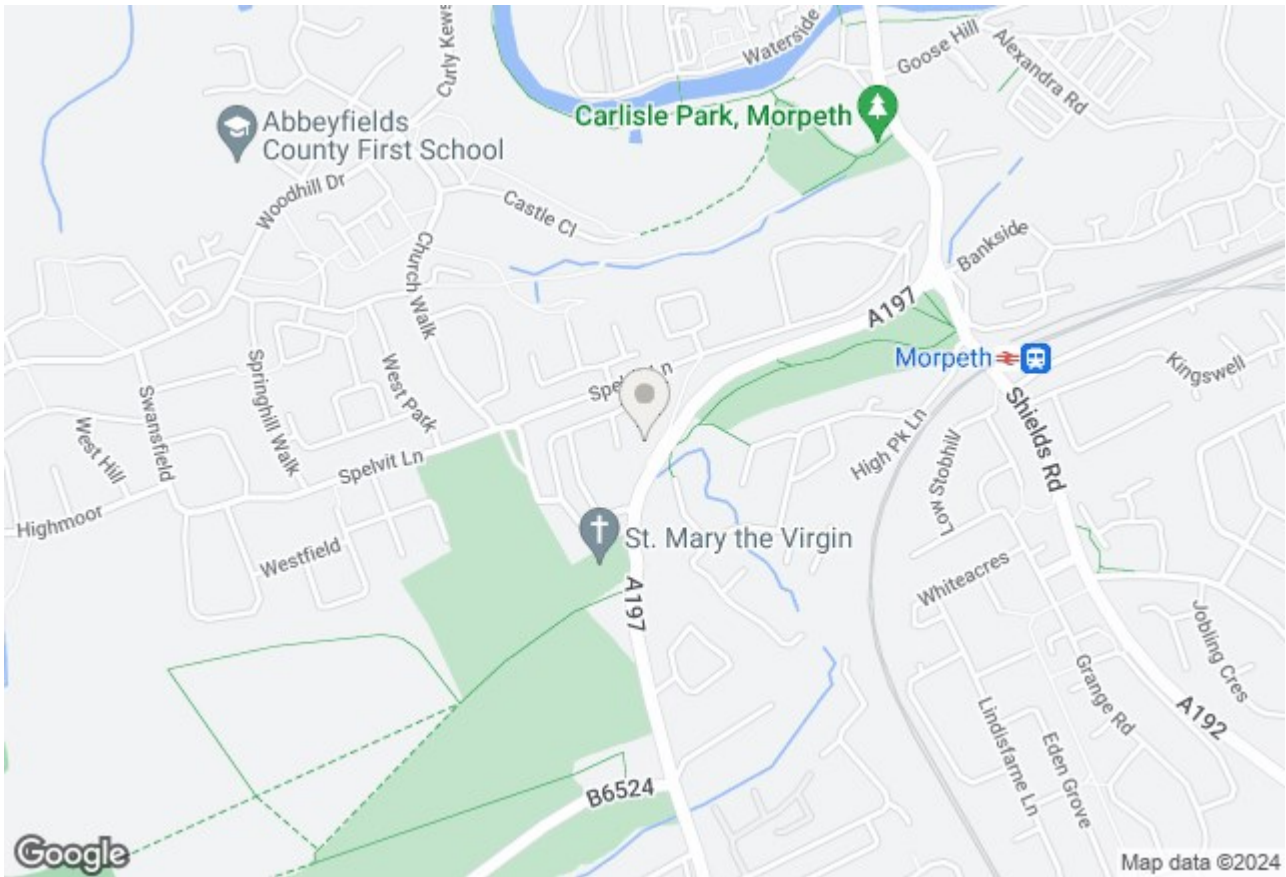 Curly Kews
Waterside
Goose Hill
Alexandra Rd
Carlisle Park, Morpeth
Abbeyfields
County First School
Woodhill Dr
Castle Cl
Church Walk
Bankside
A197
Morpeth
Kingswell
Swansfield
Springhill Walk
West Park
West Hill
Spelvit Ln
Highmoor
High Pk Ln
Low Stobhill
Shields Rd
Westfield
St. Mary the Virgin
A197
Whiteacres
Jobling Cres
Grange Rd
A192
Lindisfarne Ln
Eden Grove
B6524
Google
Map data ©2024